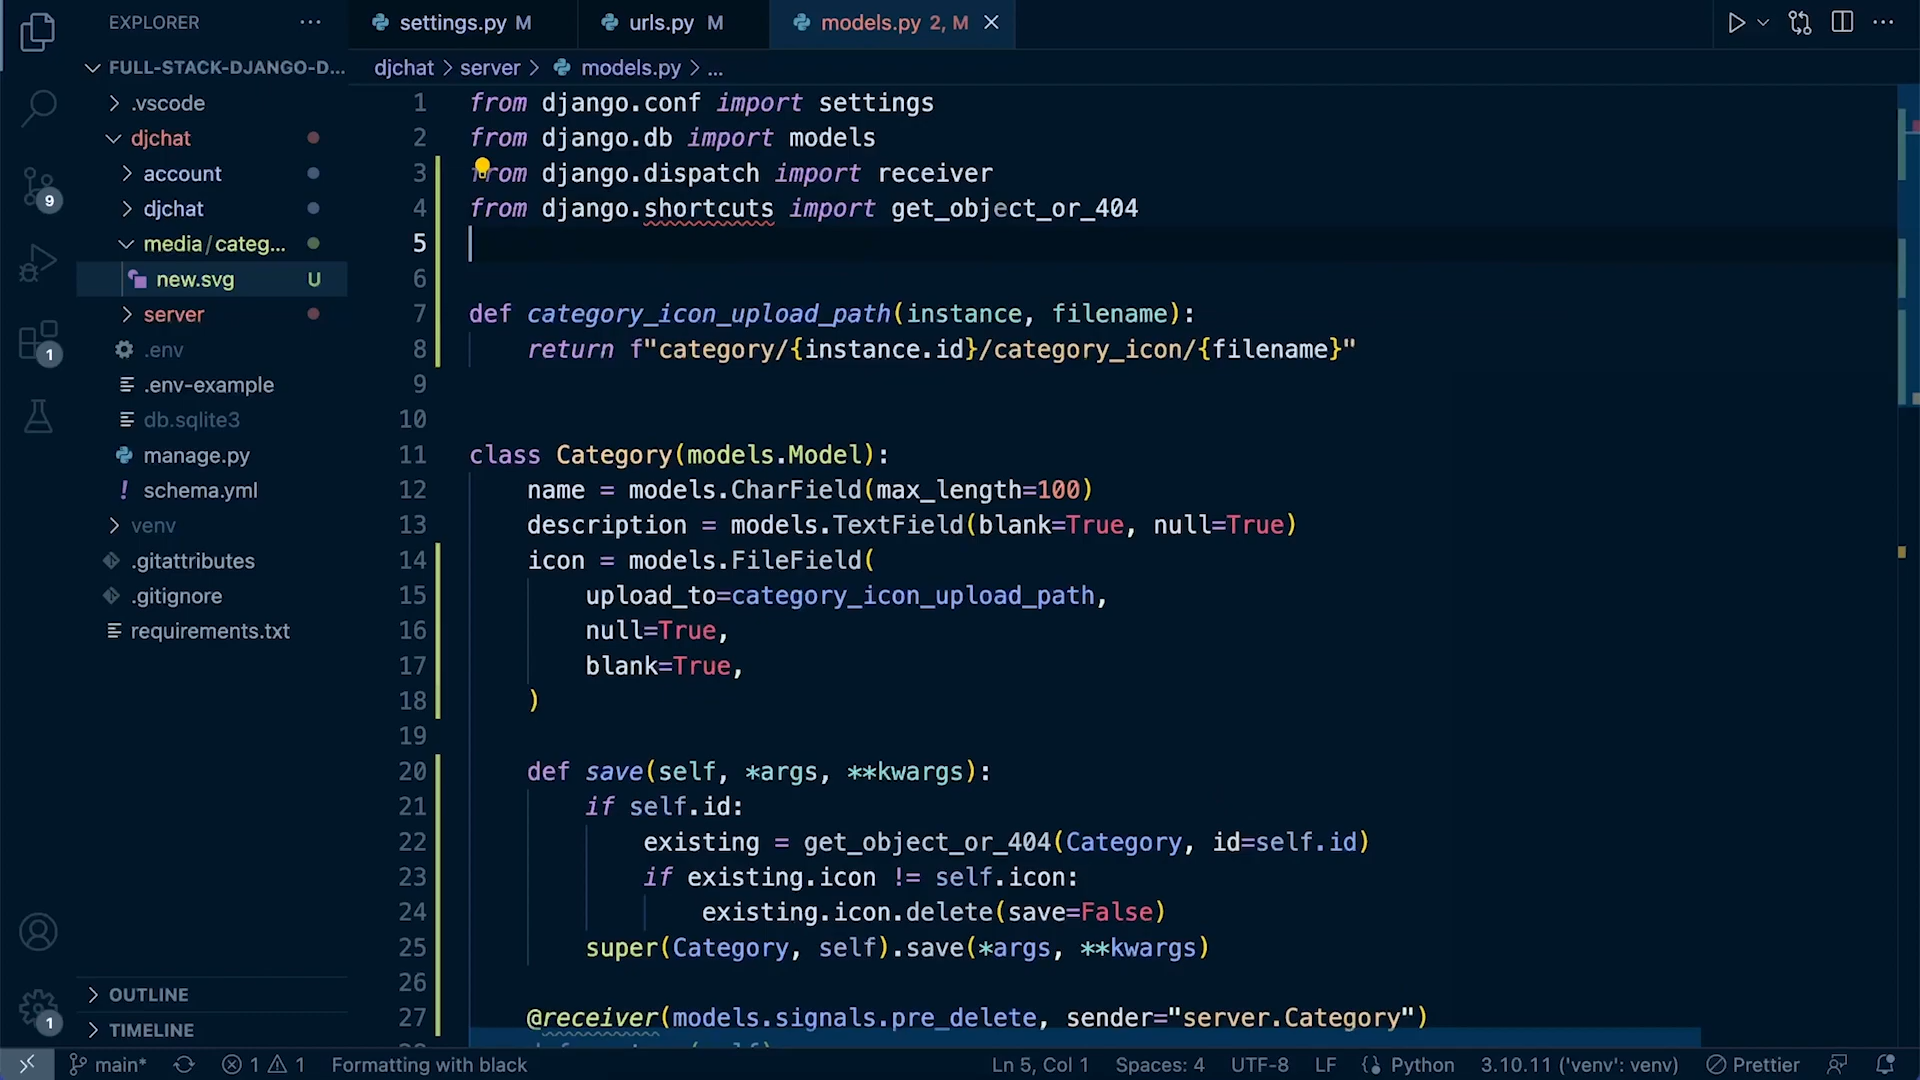 EXPLORER
FULL-STACK-DJANGO-D...
.vscode
djchat
account
djchat
media/categ...
new.svg U
server
.env
.env-example
db.sqlite3
manage.py
! schema.yml
venv
.gitattributes
.gitignore
requirements.txt
OUTLINE
TIMELINE
9
1
1
settings.py M
urls.py M
models.py 2, M
djchat > server > models.py > ...
1 from django.conf import settings
2 from django.db import models
3 from django.dispatch import receiver
4 from django.shortcuts import get_object_or_404
5
6
7 def category_icon_upload_path(instance, filename):
8 return f"category/{instance.id}/category_icon/{filename}"
9
10
11 class Category(models.Model):
12 name = models.CharField(max_length=100)
13 description = models.TextField(blank=True, null=True)
14 icon = models.FileField(
15 upload_to=category_icon_upload_path,
16 null=True,
17 blank=True,
18 )
19
20 def save(self, *args, **kwargs):
21 if self.id:
22 existing = get_object_or_404(Category, id=self.id)
23 if existing.icon != self.icon:
24 existing.icon.delete(save=False)
25 super(Category, self).save(*args, **kwargs)
26
27 @receiver(models.signals.pre_delete, sender="server.Category")
main* 1 1 Formatting with black Ln 5, Col 1 Spaces: 4 UTF-8 LF Python 3.10.11 ('venv': venv) Prettier